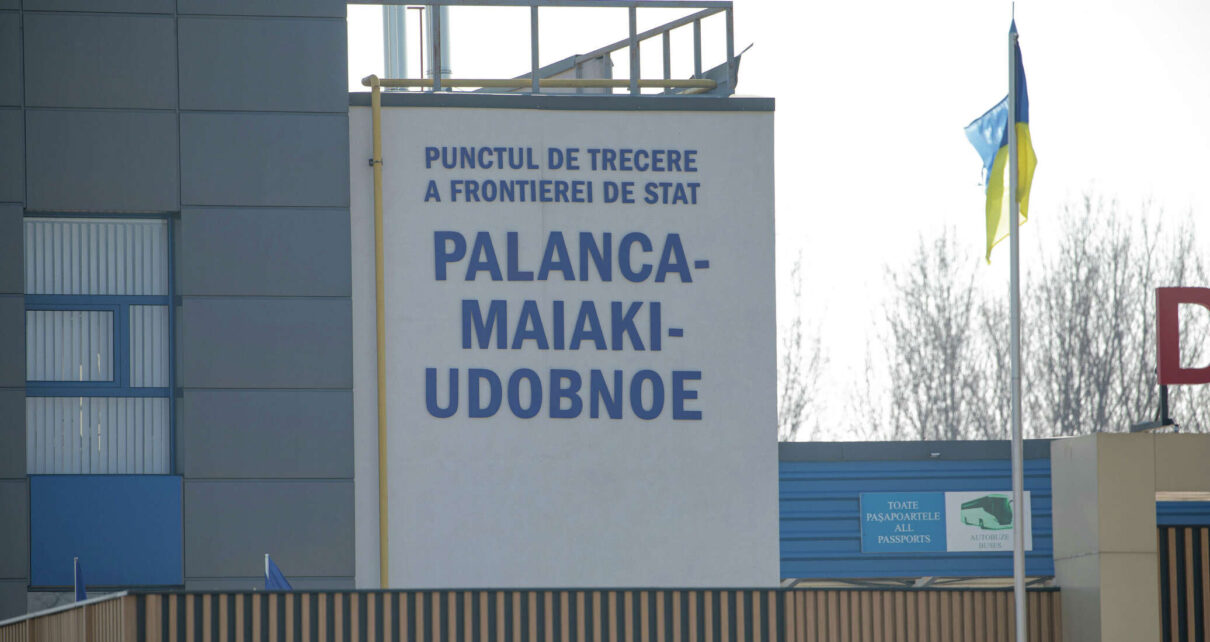 PUNCTUL DE TRECERE
A FRONTIEREI DE STAT
PALANCA-
MAIAKI-
UDOBNOE
D
TOATE
PAȘAPOARTELE
ALL
PASSPORTS
AUTOBUZE
BUSES